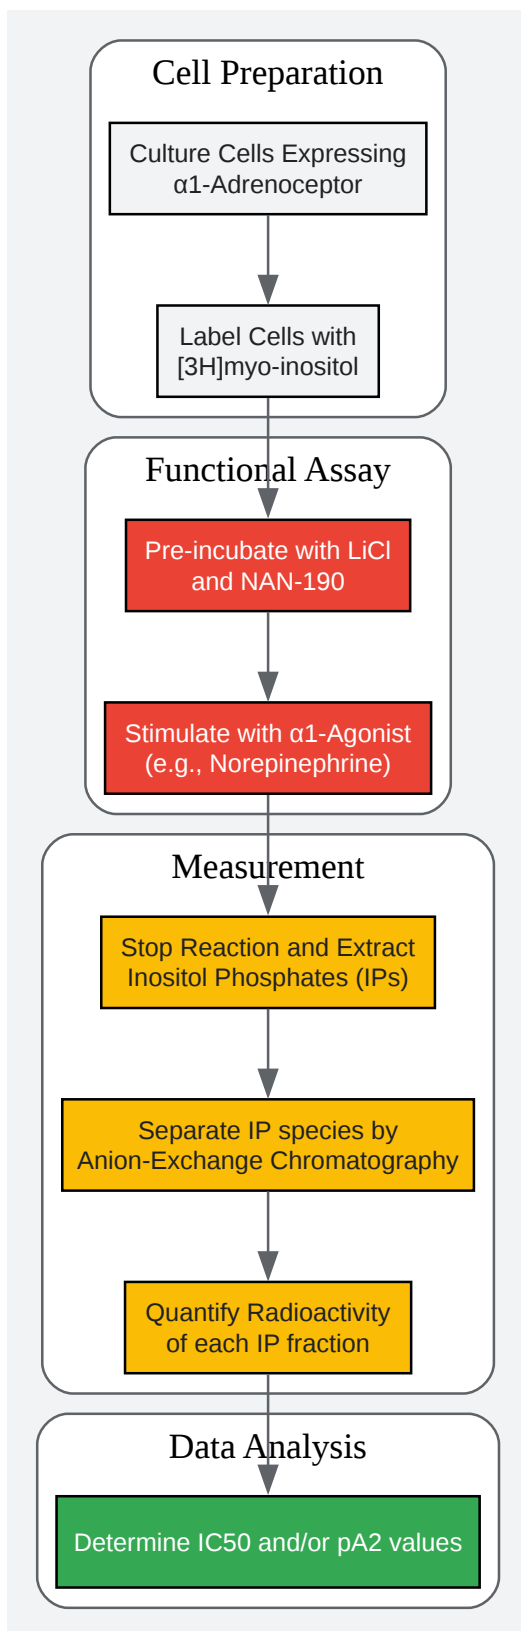 Cell Preparation
Culture Cells Expressing
α1-Adrenoceptor
Label Cells with
[3H]myo-inositol
Functional Assay
Pre-incubate with LiCl
and NAN-190
Stimulate with α1-Agonist
(e.g., Norepinephrine)
Measurement
Stop Reaction and Extract
Inositol Phosphates (IPs)
Separate IP species by
Anion-Exchange Chromatography
Quantify Radioactivity
of each IP fraction
Data Analysis
Determine IC50 and/or pA2 values